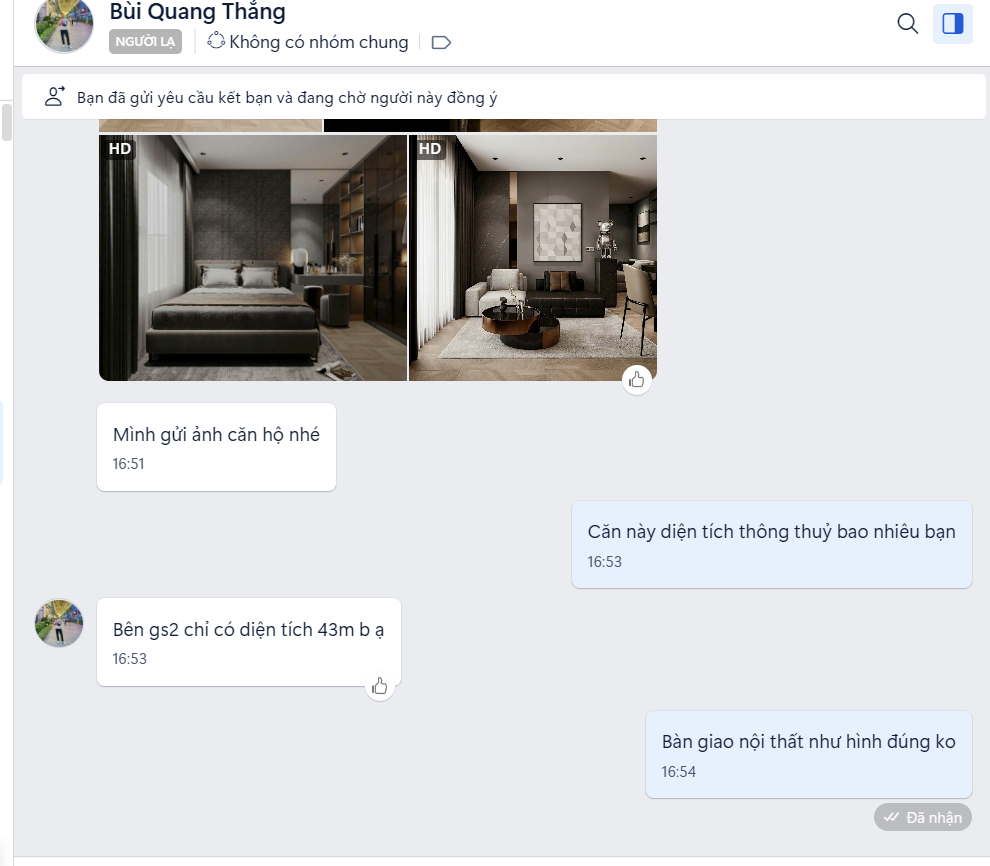 Bùi Quang Thắng
NGƯỜI LẠ
Không có nhóm chung
Bạn đã gửi yêu cầu kết bạn và đang chờ người này đồng ý
HD
HD
Mình gửi ảnh căn hộ nhé
16:51
Căn này diện tích thông thuỷ bao nhiêu bạn
16:53
Bên gs2 chỉ có diện tích 43m b ạ
16:53
Bàn giao nội thất như hình đúng ko
16:54
Đã nhận